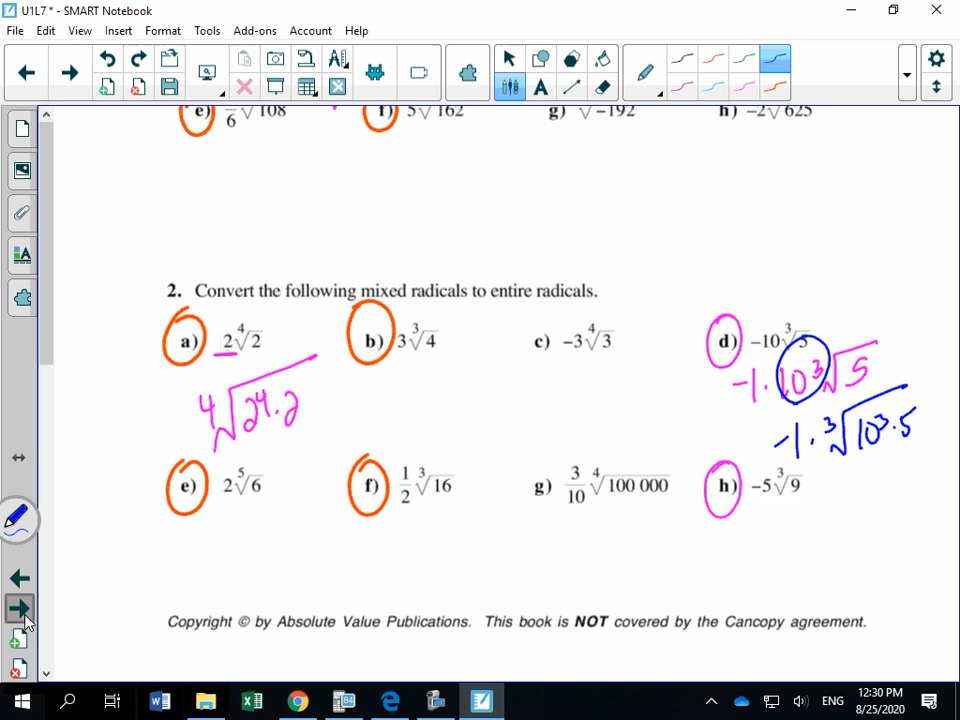 U1L7 * - SMART Notebook
File Edit View Insert Format Tools Add-ons Account Help
e) /6 √108 f) 5√162 g) √−192 h) −2√625
2. Convert the following mixed radicals to entire radicals.
a) 2∜2 b) 3∛4 c) −3∜3 d) −10∛5
−1·10∛5
∜2⁴·2
−1·∛10³·5
e) 2⁵√6 f) 1/2 ∛16 g) 3/10 ∜100 000 h) −5∛9
Copyright © by Absolute Value Publications. This book is NOT covered by the Cancopy agreement.
ENG
12:30 PM
8/25/2020